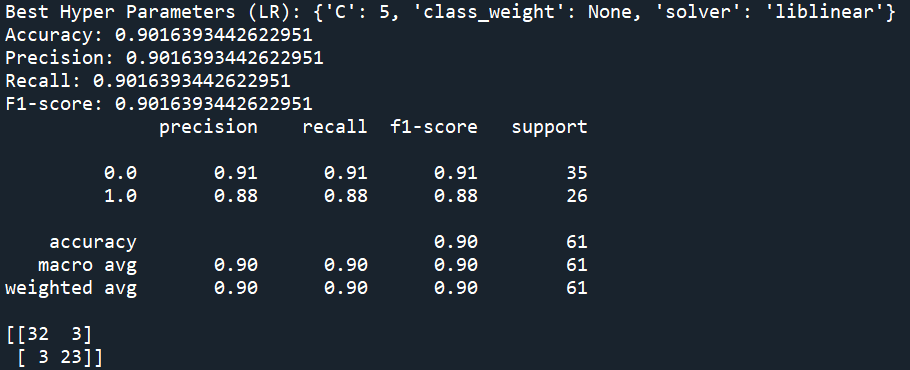 Best Hyper Parameters (LR): {'C': 5, 'class_weight': None, 'solver': 'liblinear'}
Accuracy: 0.9016393442622951
Precision: 0.9016393442622951
Recall: 0.9016393442622951
F1-score: 0.9016393442622951
              precision    recall  f1-score   support

         0.0       0.91      0.91      0.91        35
         1.0       0.88      0.88      0.88        26

    accuracy                           0.90        61
   macro avg       0.90      0.90      0.90        61
weighted avg       0.90      0.90      0.90        61

[[32  3]
 [ 3 23]]